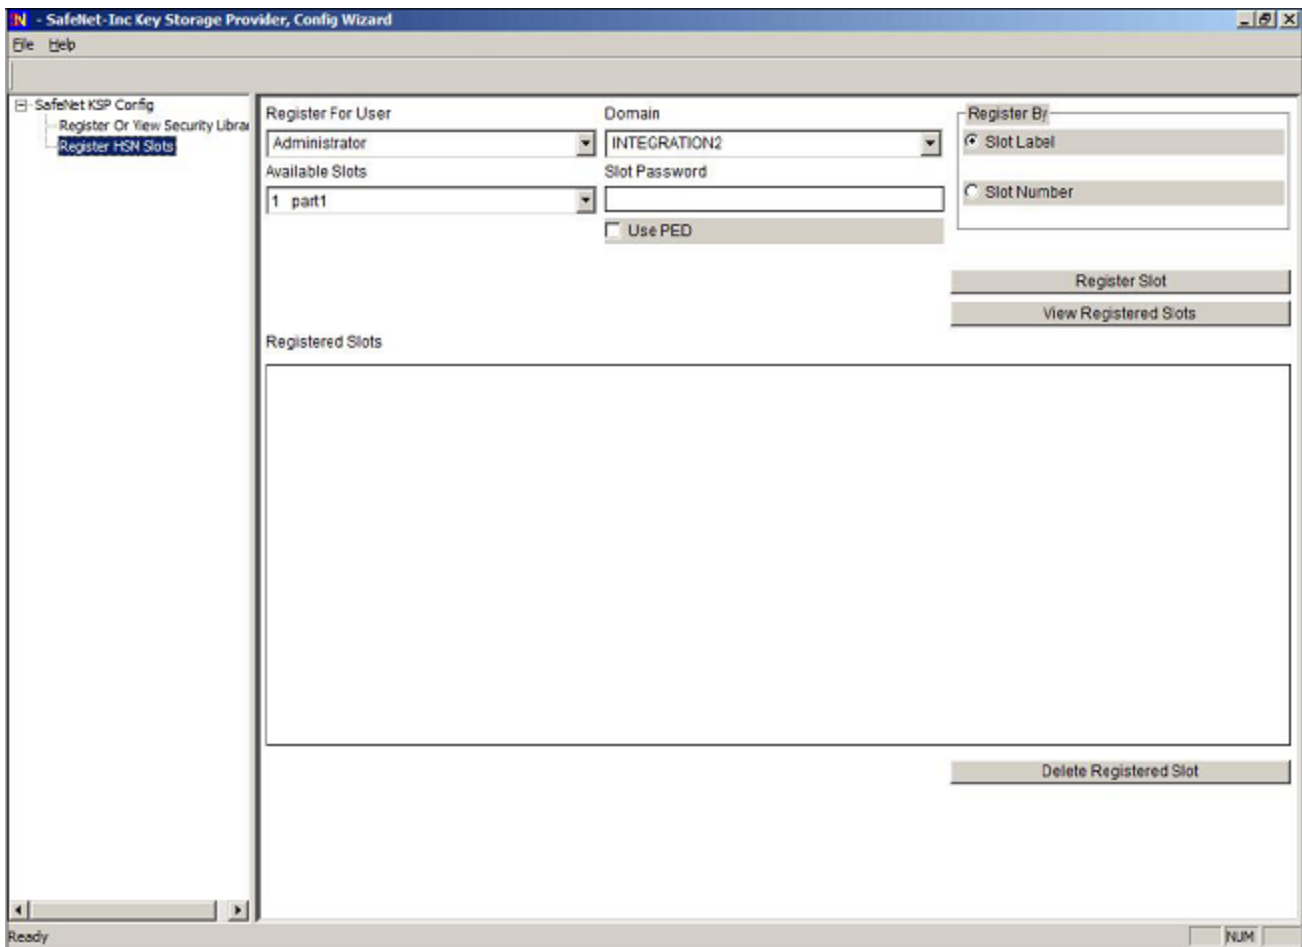 N - SafeNet-Inc Key Storage Provider, Config Wizard
File Help
SafeNet KSP Config
Register Or View Security Librar
Register HSM Slots
Register For User
Domain
Register By
Administrator
INTEGRATION2
Slot Label
Available Slots
Slot Password
1 part1
Slot Number
Use PED
Register Slot
View Registered Slots
Registered Slots
Delete Registered Slot
Ready
NUM